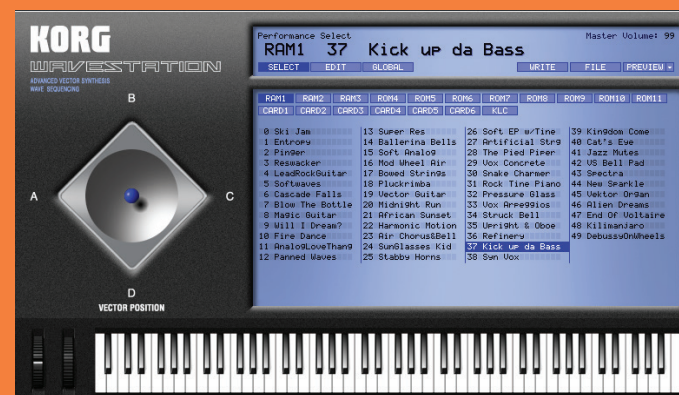 KORG
WAVESTATION
ADVANCED VECTOR SYNTHESIS
WAVE SEQUENCING
B
A
C
D
VECTOR POSITION
Performance Select Master Volume: 99
RAM1 37 Kick up da Bass
SELECT EDIT GLOBAL WRITE FILE PREVIEW
RAM1 RAM2 RAM3 ROM4 ROM5 ROM6 ROM7 ROM8 ROM9 ROM10 ROM11
CARD1 CARD2 CARD3 CARD4 CARD5 CARD6 KLC
0 Ski Jam
1 Entropy
2 Pinger
3 Reswacker
4 LeadRockGuitar
5 Softwaves
6 Cascade Falls
7 Blow The Bottle
8 Magic Guitar
9 Will I Dream?
10 Fire Dance
11 AnalogLoveThang
12 Panned Waves
13 Super Res
14 Ballerina Bells
15 Soft Analog
16 Mod Wheel Air
17 Bowed Strings
18 Pluckrimba
19 Vector Guitar
20 Midnight Run
21 African Sunset
22 Harmonic Motion
23 Air Chorus&Bell
24 SunGlasses Kid
25 Stabby Horns
26 Soft EP w/Tine
27 Artificial Strg
28 The Pied Piper
29 Vox Concrete
30 Snake Charmer
31 Rock Tine Piano
32 Pressure Glass
33 Vox Arpeggios
34 Struck Bell
35 Upright & Oboe
36 Refinery
37 Kick up da Bass
38 Syn Vox
39 Kingdom Come
40 Cat's Eye
41 Jazz Mutes
42 VS Bell Pad
43 Spectra
44 New Sparkle
45 Vektor Organ
46 Alien Dreams
47 End Of Voltaire
48 Kilimanjaro
49 DebussyOnWheels